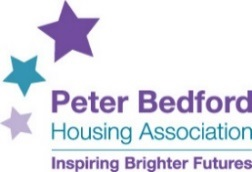 Peter Bedford
Housing Association
Inspiring Brighter Futures